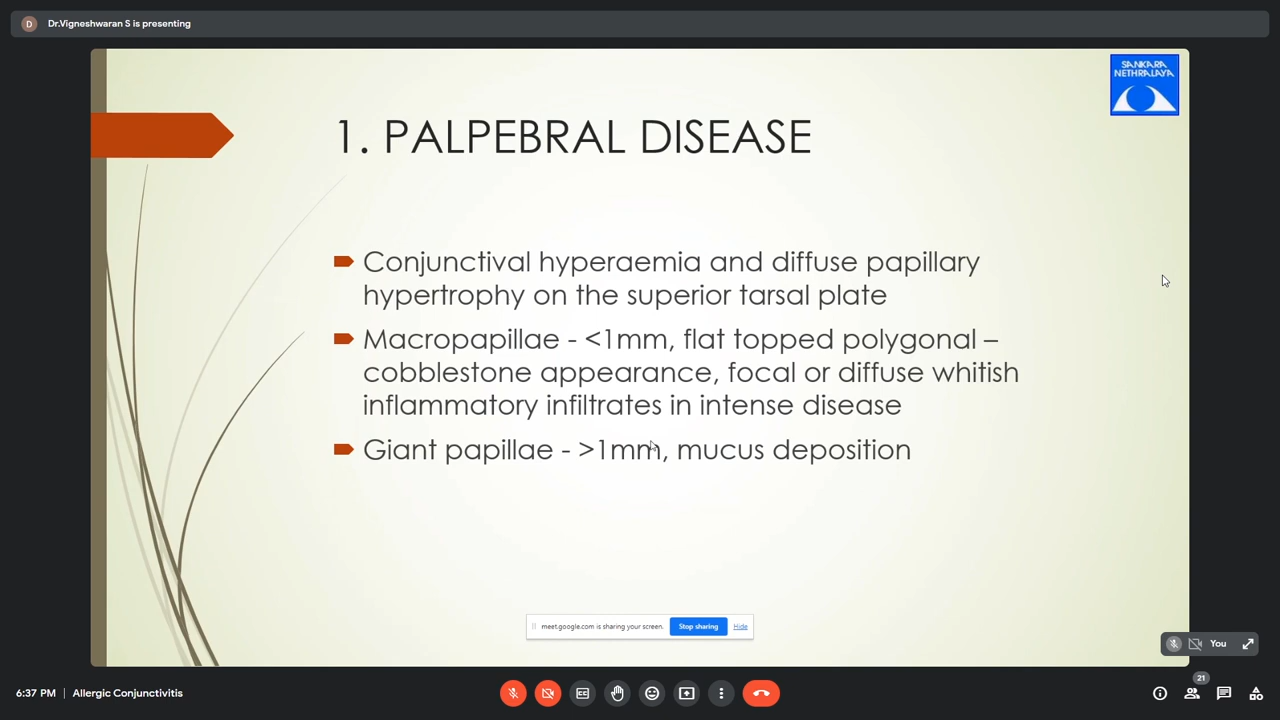 D Dr.Vigneshwaran S is presenting
SANKARA
NETHRALAYA
1. PALPEBRAL DISEASE
Conjunctival hyperaemia and diffuse papillary
hypertrophy on the superior tarsal plate
Macropapillae - <1mm, flat topped polygonal –
cobblestone appearance, focal or diffuse whitish
inflammatory infiltrates in intense disease
Giant papillae - >1mm, mucus deposition
meet.google.com is sharing your screen. Stop sharing Hide
You
21
6:37 PM | Allergic Conjunctivitis